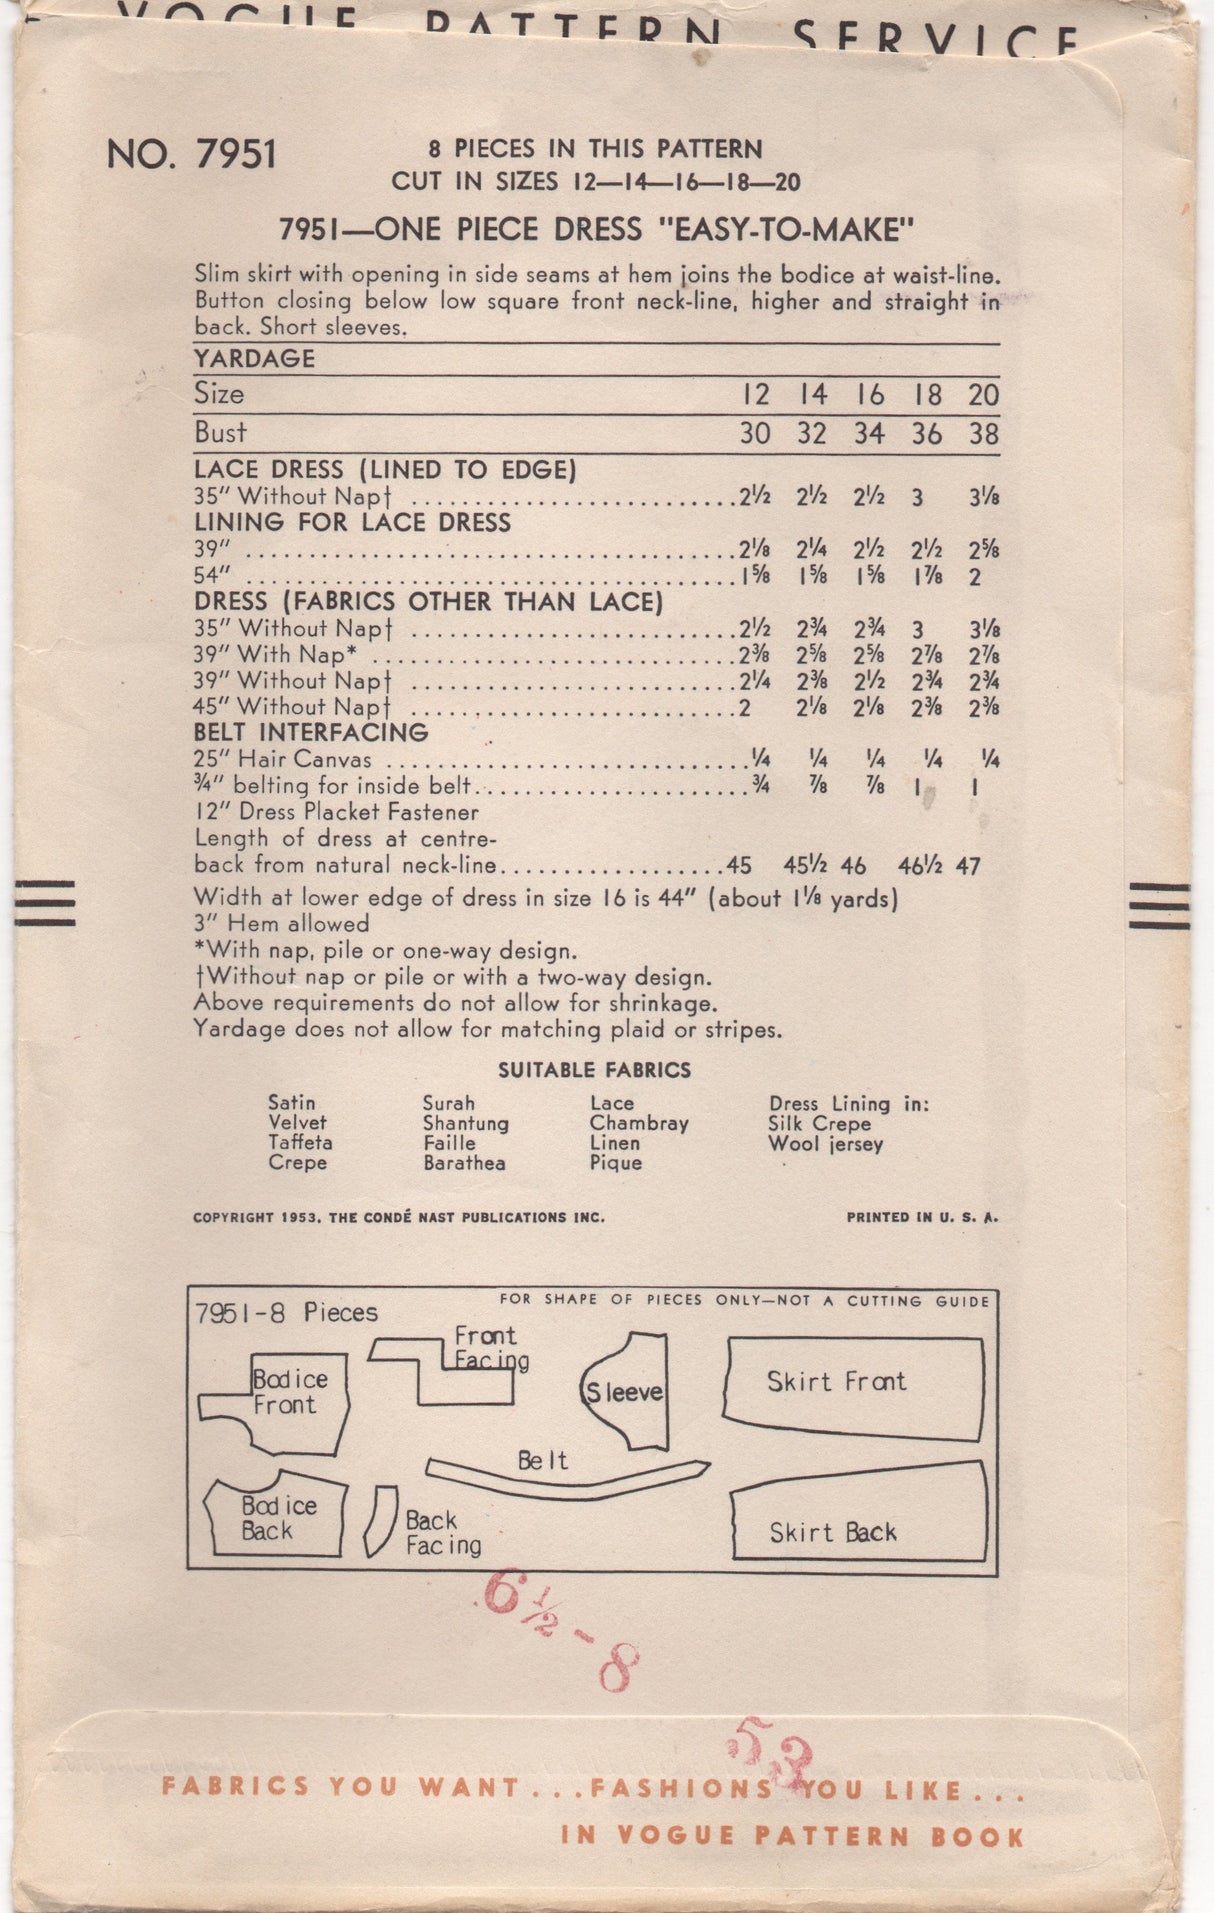 VOGUE PATTERN SERVICE
NO. 7951
8 PIECES IN THIS PATTERN
CUT IN SIZES 12—14—16—18—20
7951—ONE PIECE DRESS "EASY-TO-MAKE"
Slim skirt with opening in side seams at hem joins the bodice at waist-line.
Button closing below low square front neck-line, higher and straight in
back. Short sleeves.
YARDAGE
Size 12 14 16 18 20
Bust 30 32 34 36 38
LACE DRESS (LINED TO EDGE)
35" Without Nap† ..........................2½ 2½ 2½ 3 3⅛
LINING FOR LACE DRESS
39" .......................................2⅛ 2¼ 2½ 2½ 2⅝
54" .......................................1⅝ 1⅝ 1⅝ 1⅞ 2
DRESS (FABRICS OTHER THAN LACE)
35" Without Nap† ..........................2½ 2¾ 2¾ 3 3⅛
39" With Nap* .............................2⅜ 2⅝ 2⅝ 2⅞ 2⅞
39" Without Nap† ..........................2¼ 2⅜ 2½ 2¾ 2¾
45" Without Nap† ..........................2 2⅛ 2⅛ 2⅜ 2⅜
BELT INTERFACING
25" Hair Canvas .............................¼ ¼ ¼ ¼ ¼
¾" belting for inside belt......................¾ ⅞ ⅞ 1 1
12" Dress Placket Fastener
Length of dress at centre-
back from natural neck-line..................45 45½ 46 46½ 47
Width at lower edge of dress in size 16 is 44" (about 1⅛ yards)
3" Hem allowed
*With nap, pile or one-way design.
†Without nap or pile or with a two-way design.
Above requirements do not allow for shrinkage.
Yardage does not allow for matching plaid or stripes.
SUITABLE FABRICS
Satin Surah Lace Dress Lining in:
Velvet Shantung Chambray Silk Crepe
Taffeta Faille Linen Wool jersey
Crepe Barathea Pique
COPYRIGHT 1953, THE CONDÉ NAST PUBLICATIONS INC. PRINTED IN U. S. A.
FOR SHAPE OF PIECES ONLY—NOT A CUTTING GUIDE
7951-8 Pieces
Front
Facing
Bodice
Front
Sleeve
Skirt Front
Belt
Bodice
Back
Back
Facing
Skirt Back
6½-8
53
FABRICS YOU WANT...FASHIONS YOU LIKE...
IN VOGUE PATTERN BOOK